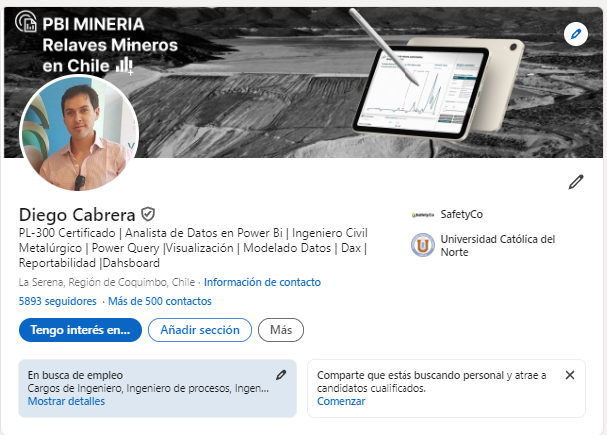 PBI MINERIA
Relaves Mineros
en Chile
Diego Cabrera
PL-300 Certificado | Analista de Datos en Power Bi | Ingeniero Civil
Metalúrgico | Power Query |Visualización | Modelado Datos | Dax |
Reportabilidad |Dahsboard
La Serena, Región de Coquimbo, Chile · Información de contacto
5893 seguidores · Más de 500 contactos
SafetyCo
SafetyCo
Universidad Católica del
Norte
Tengo interés en...
Añadir sección
Más
En busca de empleo
Cargos de Ingeniero, Ingeniero de procesos, Ingen...
Mostrar detalles
Comparte que estás buscando personal y atrae a
candidatos cualificados.
Comenzar